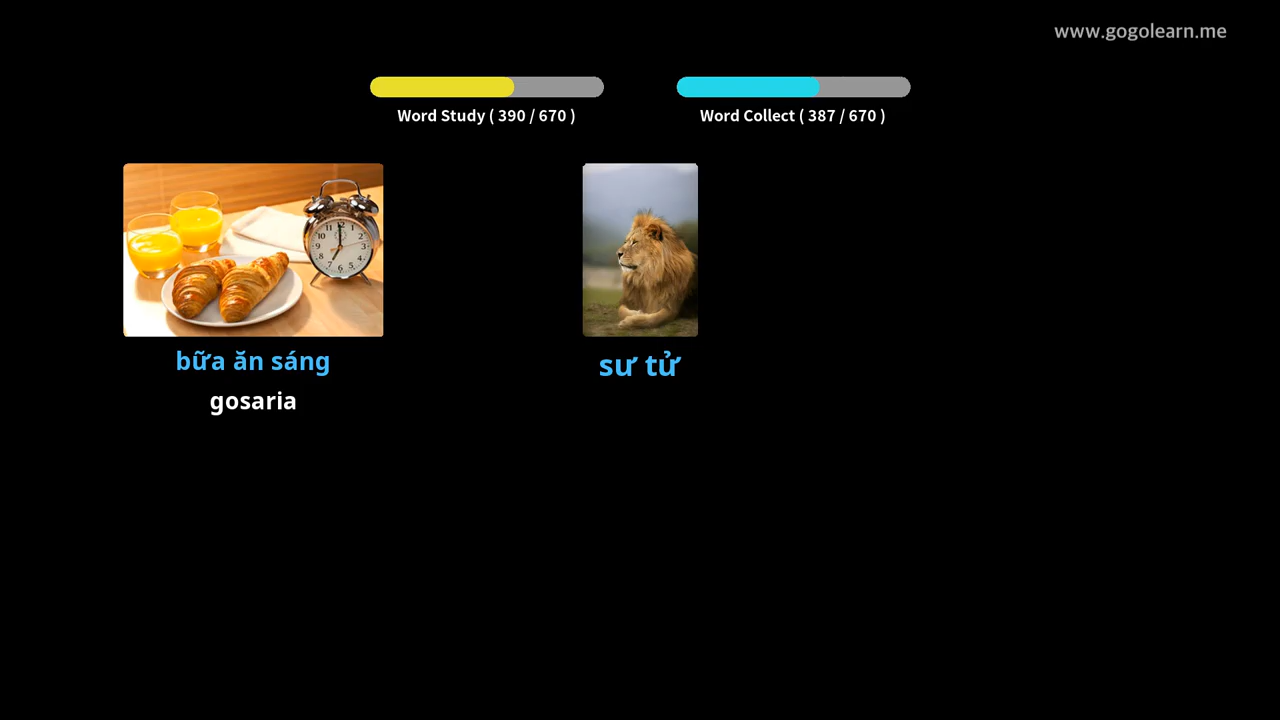 www.gogolearn.me
Word Study ( 390 / 670 )
Word Collect ( 387 / 670 )
bữa ăn sáng
gosaria
sư tử